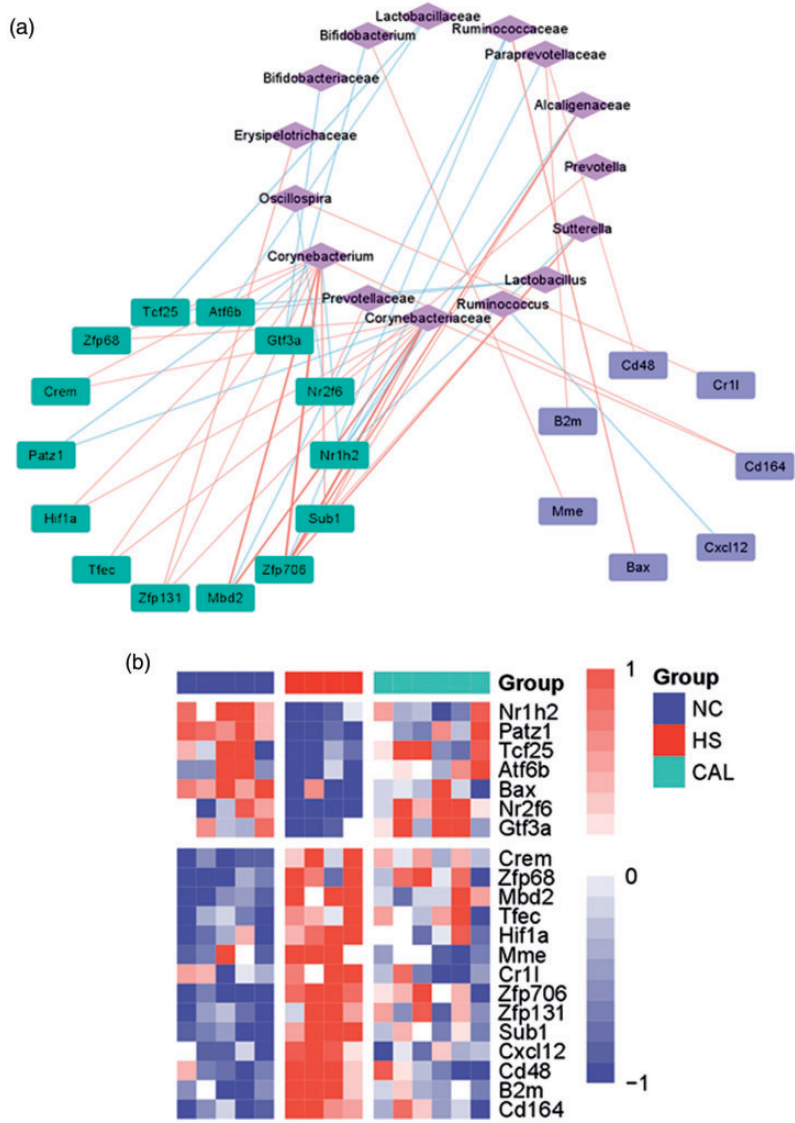 (a)
Lactobacillaceae
Bifidobacterium
Ruminococcaceae
Paraprevotellaceae
Bifidobacteriaceae
Alcaligenaceae
Erysipelotrichaceae
Prevotella
Oscillospira
Sutterella
Corynebacterium
Lactobacillus
Prevotellaceae
Ruminococcus
Corynebacteriaceae
Tcf25
Atf6b
Zfp68
Gtf3a
Cd48
Cr1l
Crem
Nr2f6
B2m
Patz1
Nr1h2
Cd164
Hif1a
Sub1
Mme
Cxcl12
Tfec
Zfp706
Bax
Zfp131
Mbd2
(b)
Group
Nr1h2
Patz1
Tcf25
Atf6b
Bax
Nr2f6
Gtf3a
Crem
Zfp68
Mbd2
Tfec
Hif1a
Mme
Cr1l
Zfp706
Zfp131
Sub1
Cxcl12
Cd48
B2m
Cd164
1
0
−1
Group
NC
HS
CAL